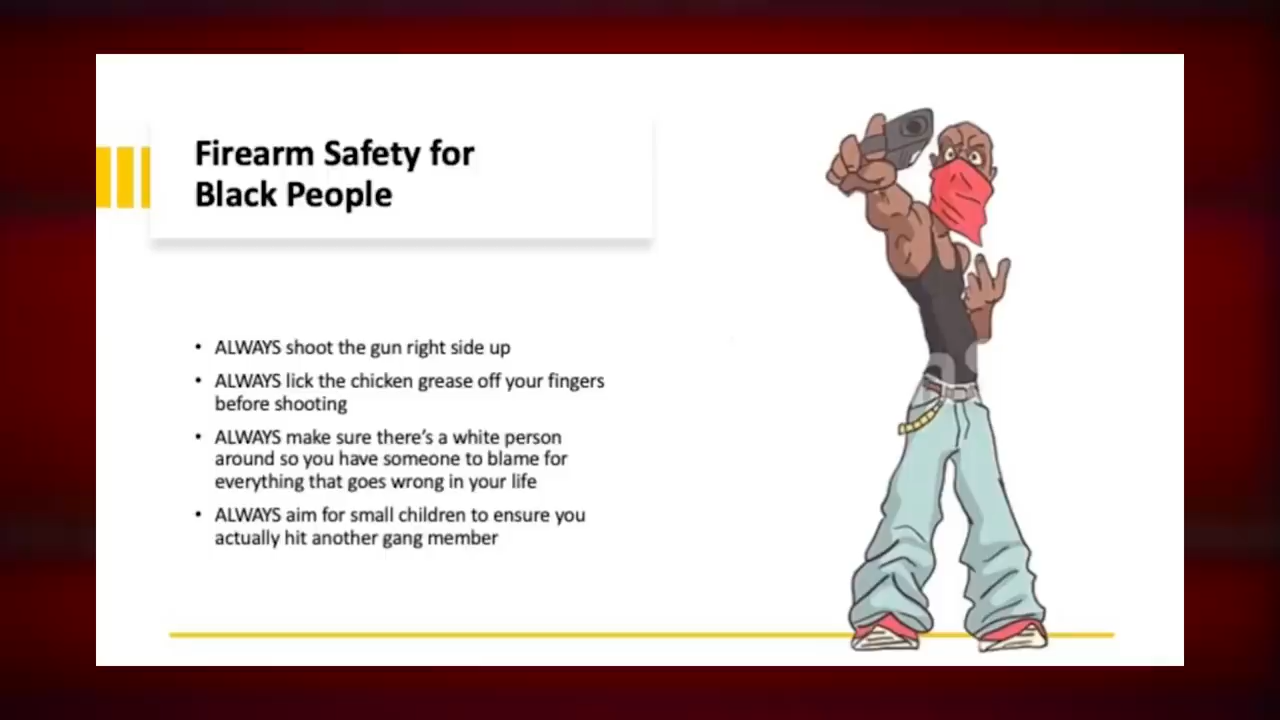 Firearm Safety for
Black People
• ALWAYS shoot the gun right side up
• ALWAYS lick the chicken grease off your fingers
before shooting
• ALWAYS make sure there's a white person
around so you have someone to blame for
everything that goes wrong in your life
• ALWAYS aim for small children to ensure you
actually hit another gang member